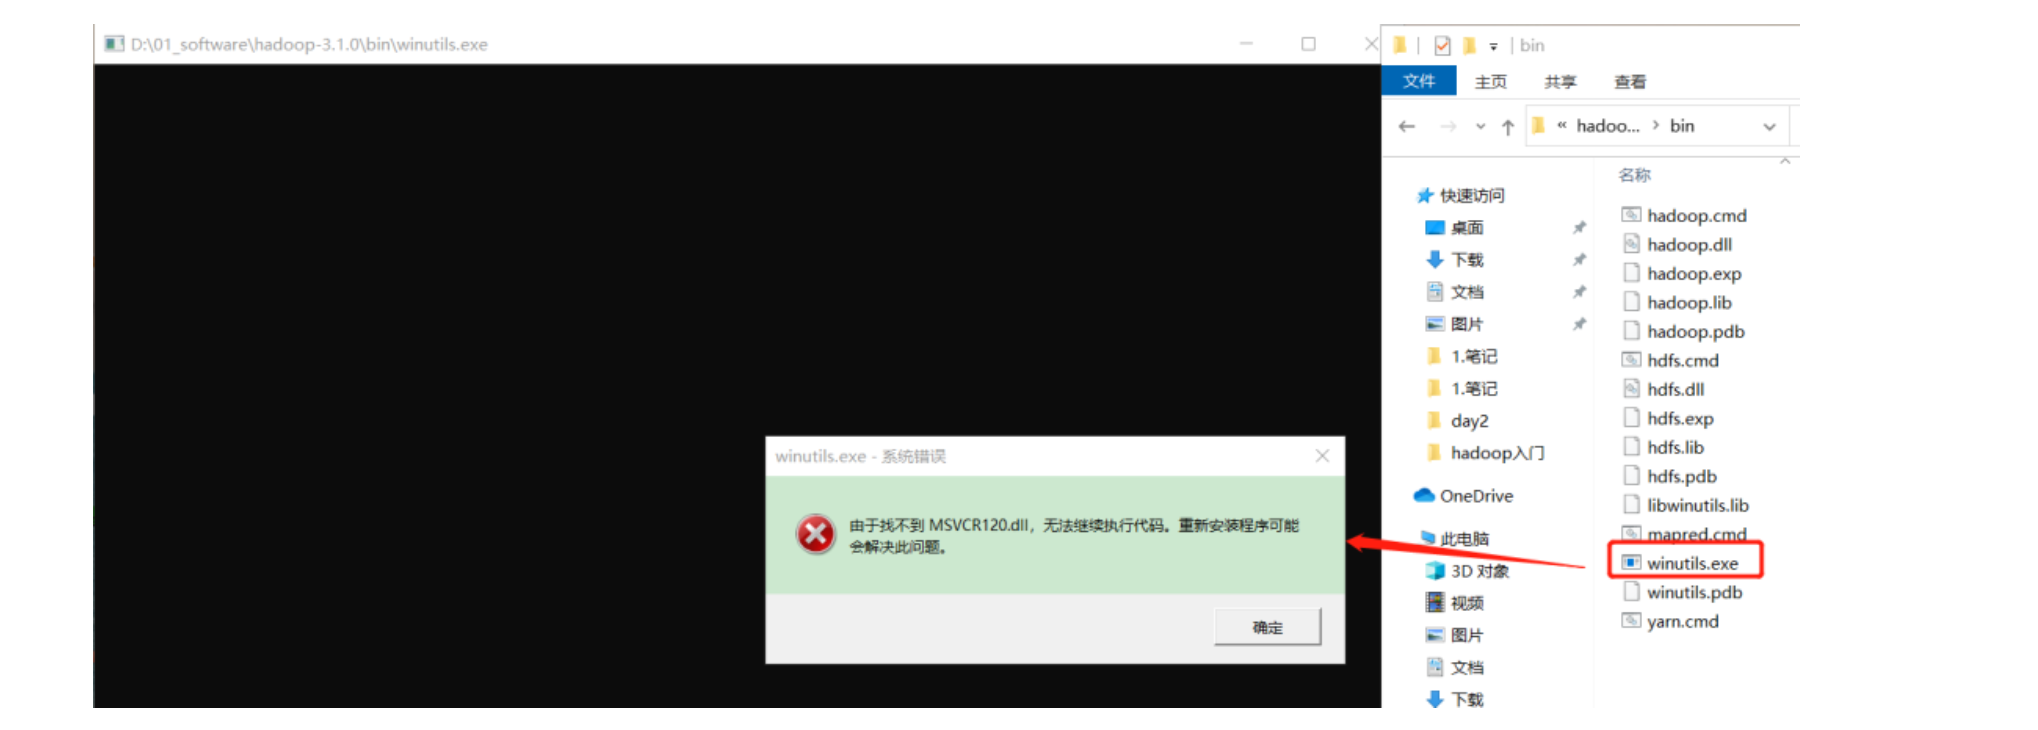 D:\01_software\hadoop-3.1.0\bin\winutils.exe
winutils.exe - 系统错误
由于找不到 MSVCR120.dll，无法继续执行代码。重新安装程序可能
会解决此问题。
确定
bin
文件 主页 共享 查看
« hadoo... › bin
快速访问
桌面
下载
文档
图片
1.笔记
1.笔记
day2
hadoop入门
OneDrive
此电脑
3D 对象
视频
图片
文档
下载
名称
hadoop.cmd
hadoop.dll
hadoop.exp
hadoop.lib
hadoop.pdb
hdfs.cmd
hdfs.dll
hdfs.exp
hdfs.lib
hdfs.pdb
libwinutils.lib
mapred.cmd
winutils.exe
winutils.pdb
yarn.cmd